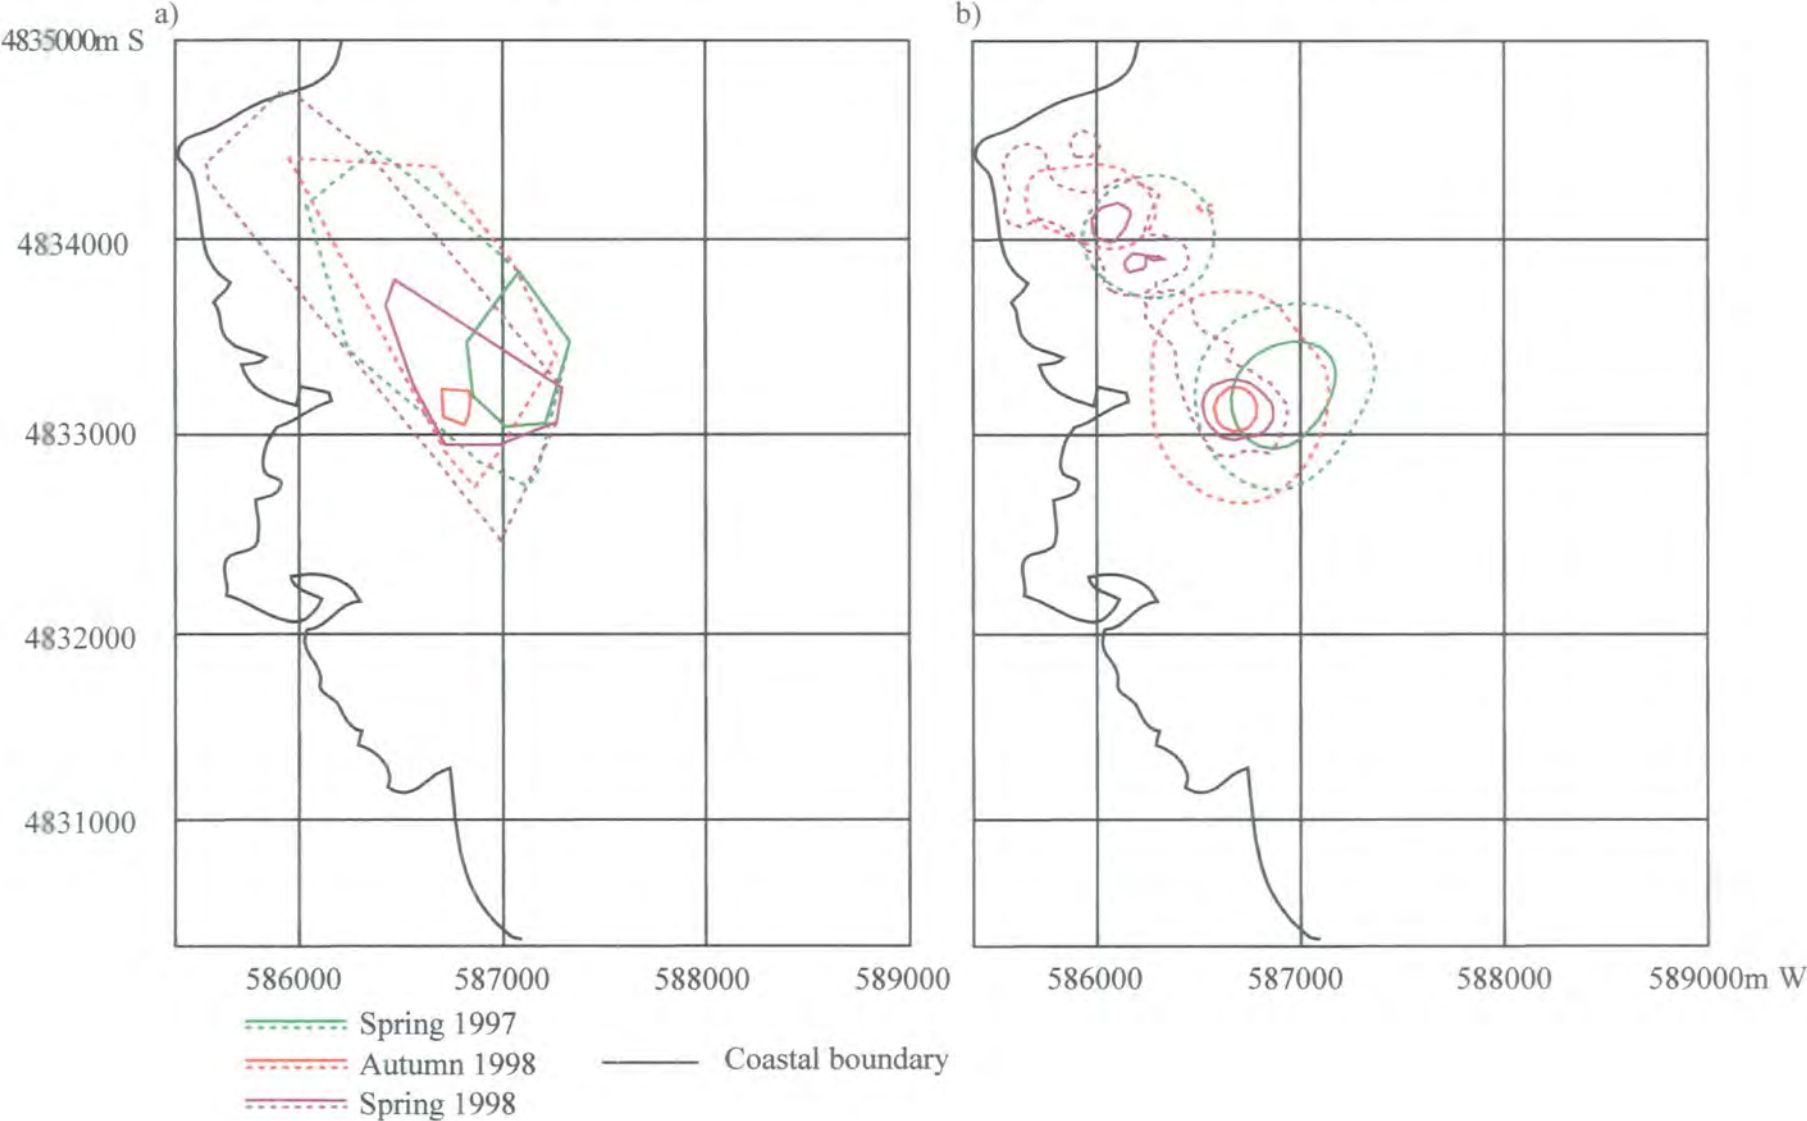 a) b)
4835000m S
4834000
4833000
4832000
4831000
586000 587000 588000 589000 586000 587000 588000 589000m W
Spring 1997
Autumn 1998 Coastal boundary
Spring 1998